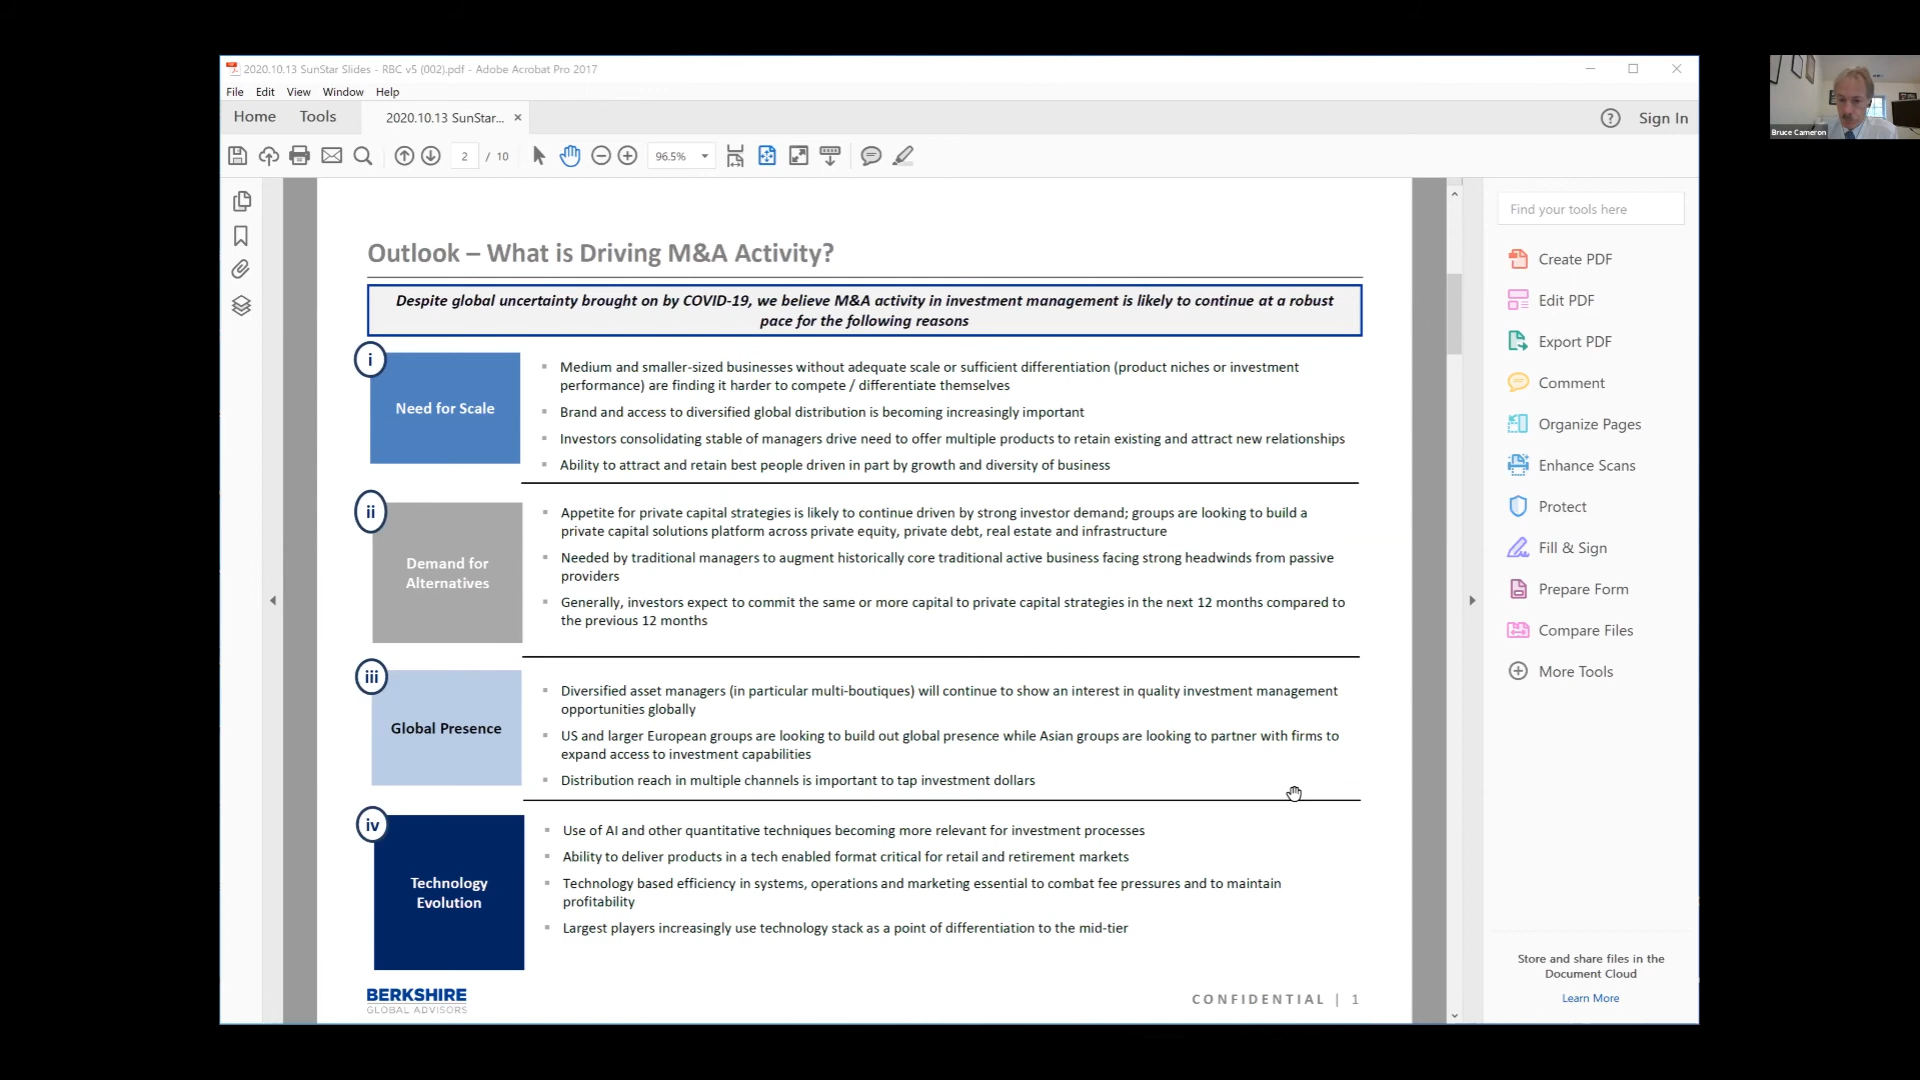 2020.10.13 SunStar Slides - RBC v5 (002).pdf - Adobe Acrobat Pro 2017
File Edit View Window Help
Home Tools 2020.10.13 SunStar... × Sign In
2 / 10 96.5%
Bruce Cameron
Outlook – What is Driving M&A Activity?
Despite global uncertainty brought on by COVID-19, we believe M&A activity in investment management is likely to continue at a robust
pace for the following reasons
i
Need for Scale
Medium and smaller-sized businesses without adequate scale or sufficient differentiation (product niches or investment
performance) are finding it harder to compete / differentiate themselves
Brand and access to diversified global distribution is becoming increasingly important
Investors consolidating stable of managers drive need to offer multiple products to retain existing and attract new relationships
Ability to attract and retain best people driven in part by growth and diversity of business
ii
Demand for
Alternatives
Appetite for private capital strategies is likely to continue driven by strong investor demand; groups are looking to build a
private capital solutions platform across private equity, private debt, real estate and infrastructure
Needed by traditional managers to augment historically core traditional active business facing strong headwinds from passive
providers
Generally, investors expect to commit the same or more capital to private capital strategies in the next 12 months compared to
the previous 12 months
iii
Global Presence
Diversified asset managers (in particular multi-boutiques) will continue to show an interest in quality investment management
opportunities globally
US and larger European groups are looking to build out global presence while Asian groups are looking to partner with firms to
expand access to investment capabilities
Distribution reach in multiple channels is important to tap investment dollars
iv
Technology
Evolution
Use of AI and other quantitative techniques becoming more relevant for investment processes
Ability to deliver products in a tech enabled format critical for retail and retirement markets
Technology based efficiency in systems, operations and marketing essential to combat fee pressures and to maintain
profitability
Largest players increasingly use technology stack as a point of differentiation to the mid-tier
BERKSHIRE
GLOBAL ADVISORS
CONFIDENTIAL | 1
Find your tools here
Create PDF
Edit PDF
Export PDF
Comment
Organize Pages
Enhance Scans
Protect
Fill & Sign
Prepare Form
Compare Files
More Tools
Store and share files in the
Document Cloud
Learn More